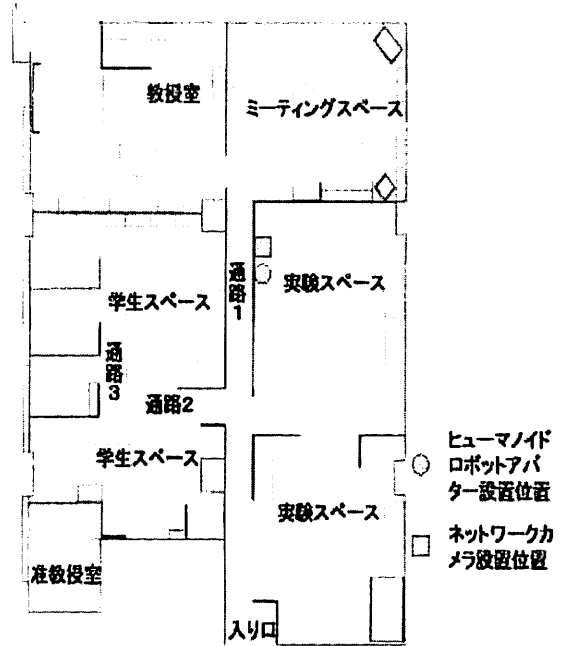 教授室
ミーティングスペース
通路1
実験スペース
学生スペース
通路3
通路2
学生スペース
実験スペース
准教授室
入り口
ヒューマノイド
ロボットアバ
ター設置位置
ネットワークカ
メラ設置位置